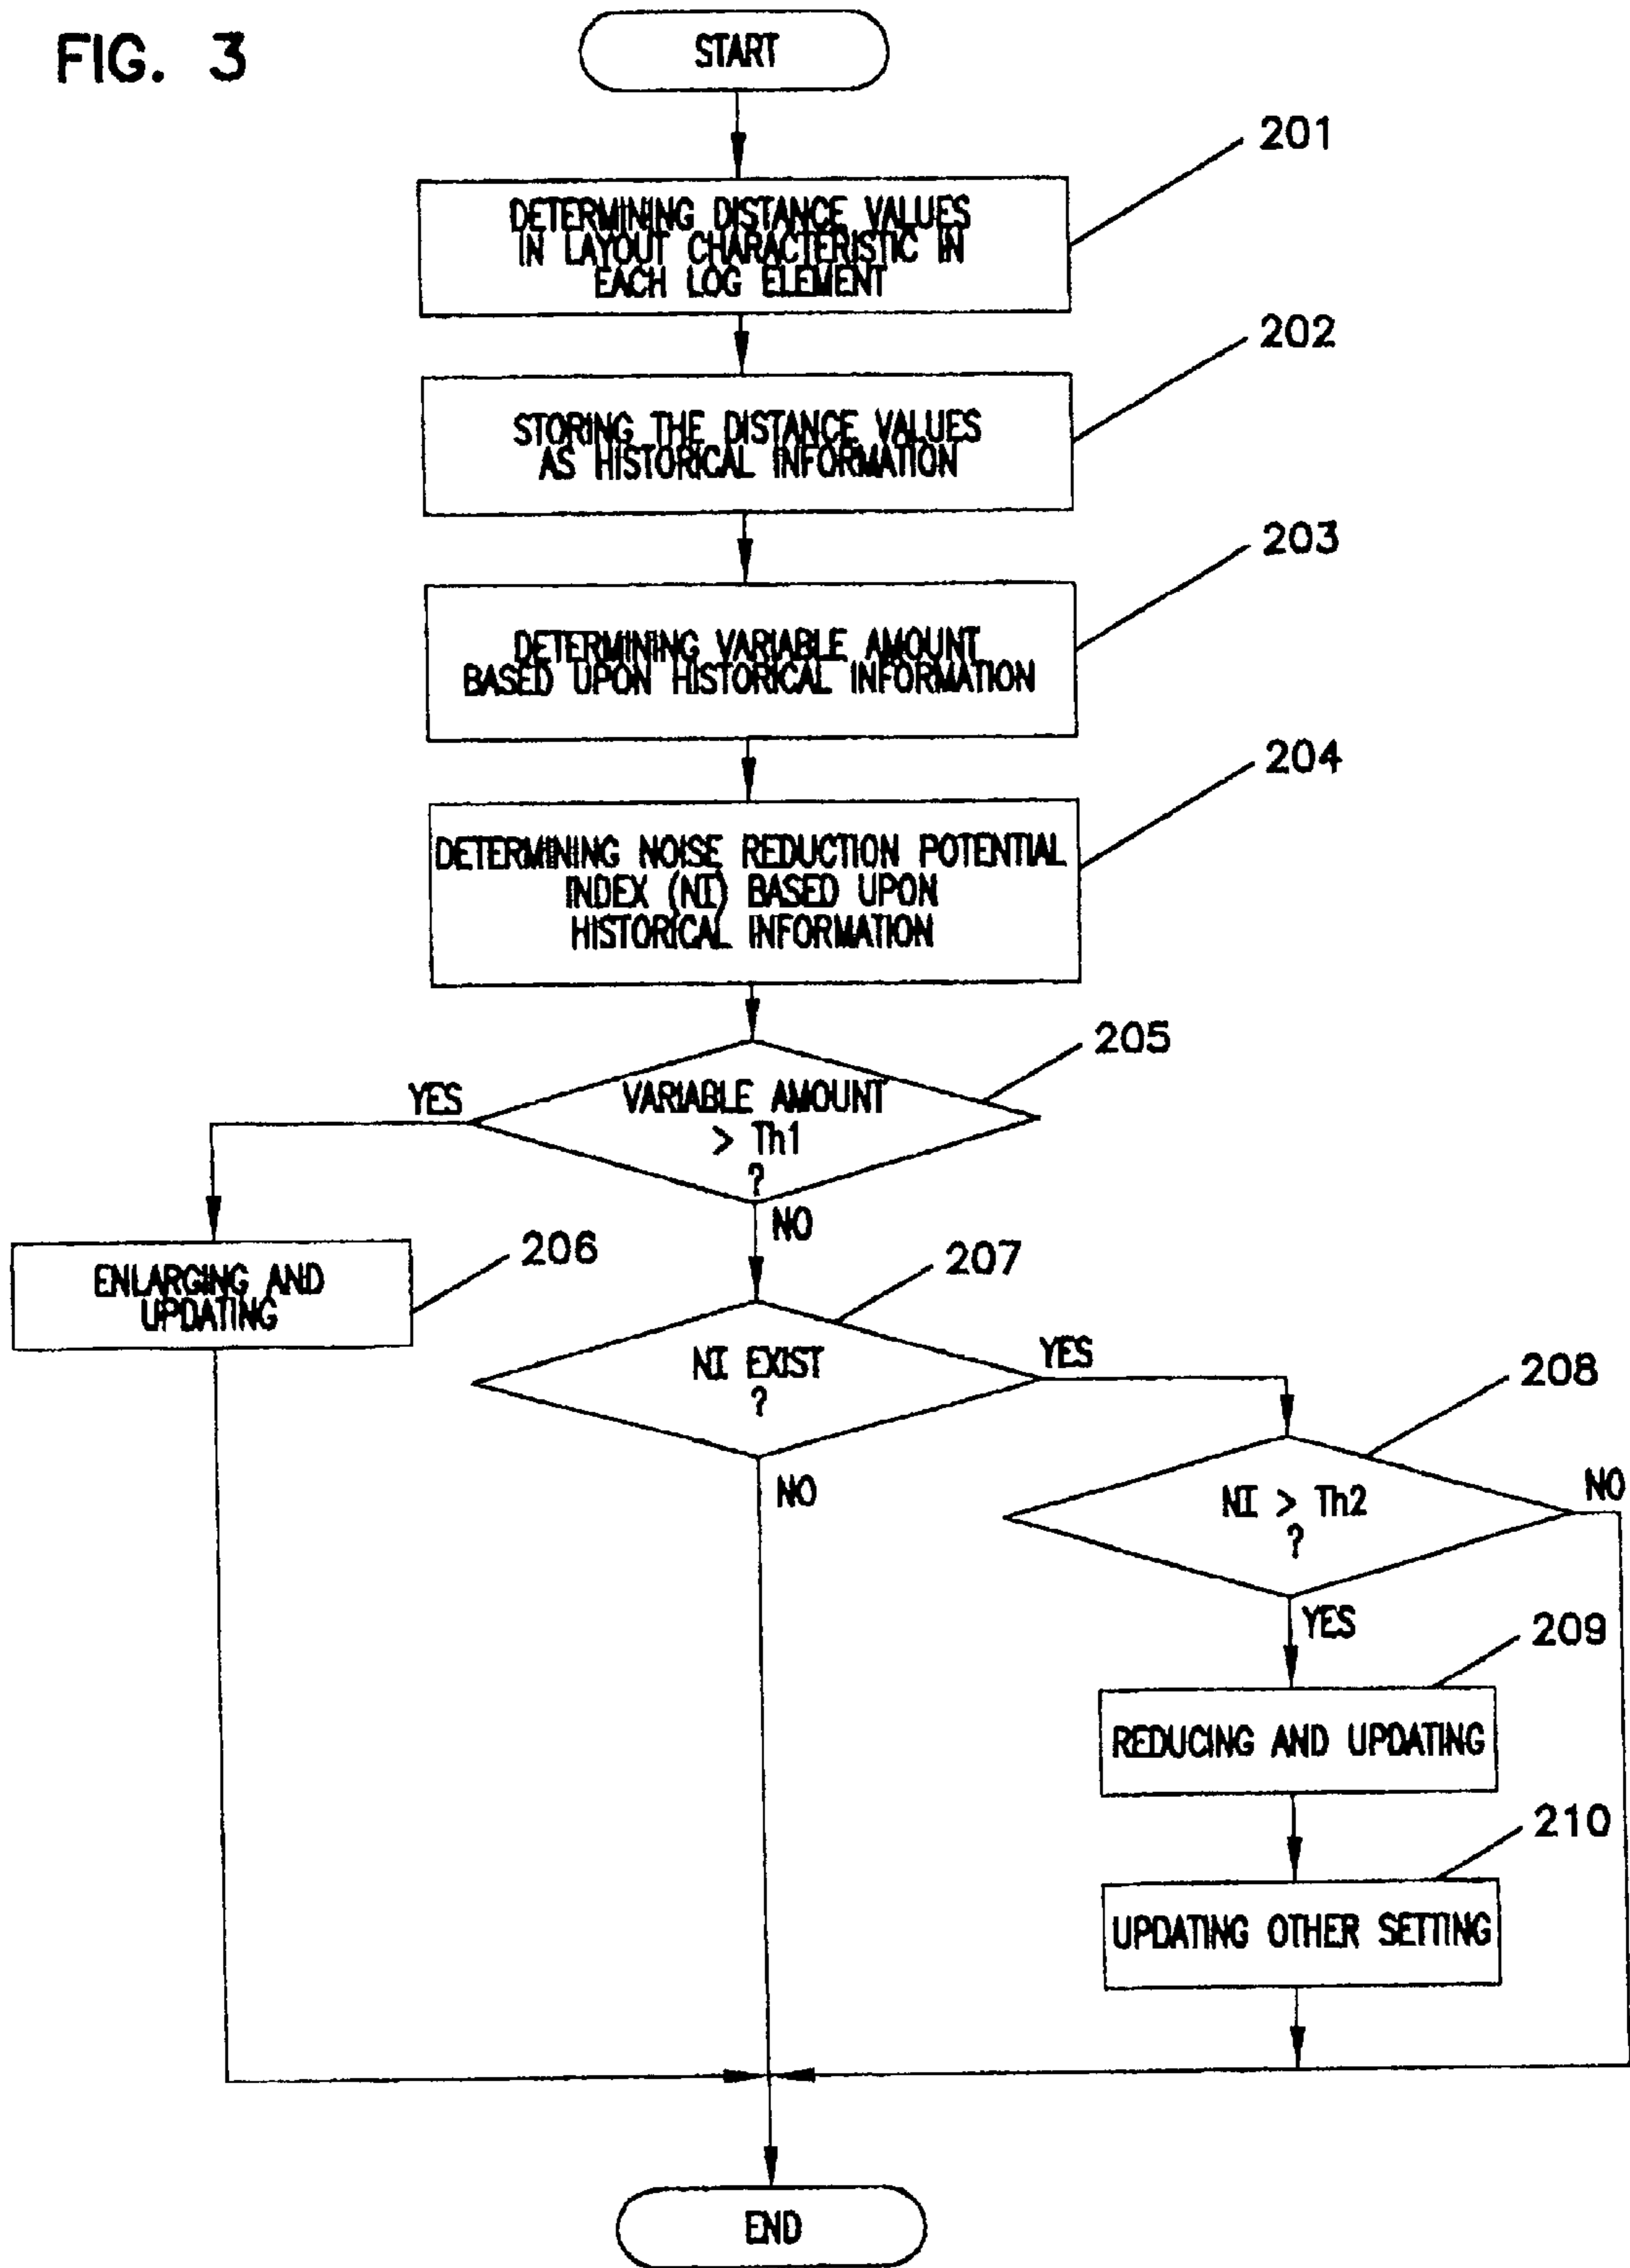 FIG. 3
START
201
DETERMINING DISTANCE VALUES
IN LAYOUT CHARACTERISTIC IN
EACH LOG ELEMENT
202
STORING THE DISTANCE VALUES
AS HISTORICAL INFORMATION
203
DETERMINING VARIABLE AMOUNT
BASED UPON HISTORICAL INFORMATION
204
DETERMINING NOISE REDUCTION POTENTIAL
INDEX (NI) BASED UPON
HISTORICAL INFORMATION
205
YES
VARIABLE AMOUNT
> Th1
?
NO
206
ENLARGING AND
UPDATING
207
NI EXIST
?
YES
NO
208
NI > Th2
?
NO
YES
209
REDUCING AND UPDATING
210
UPDATING OTHER SETTING
END